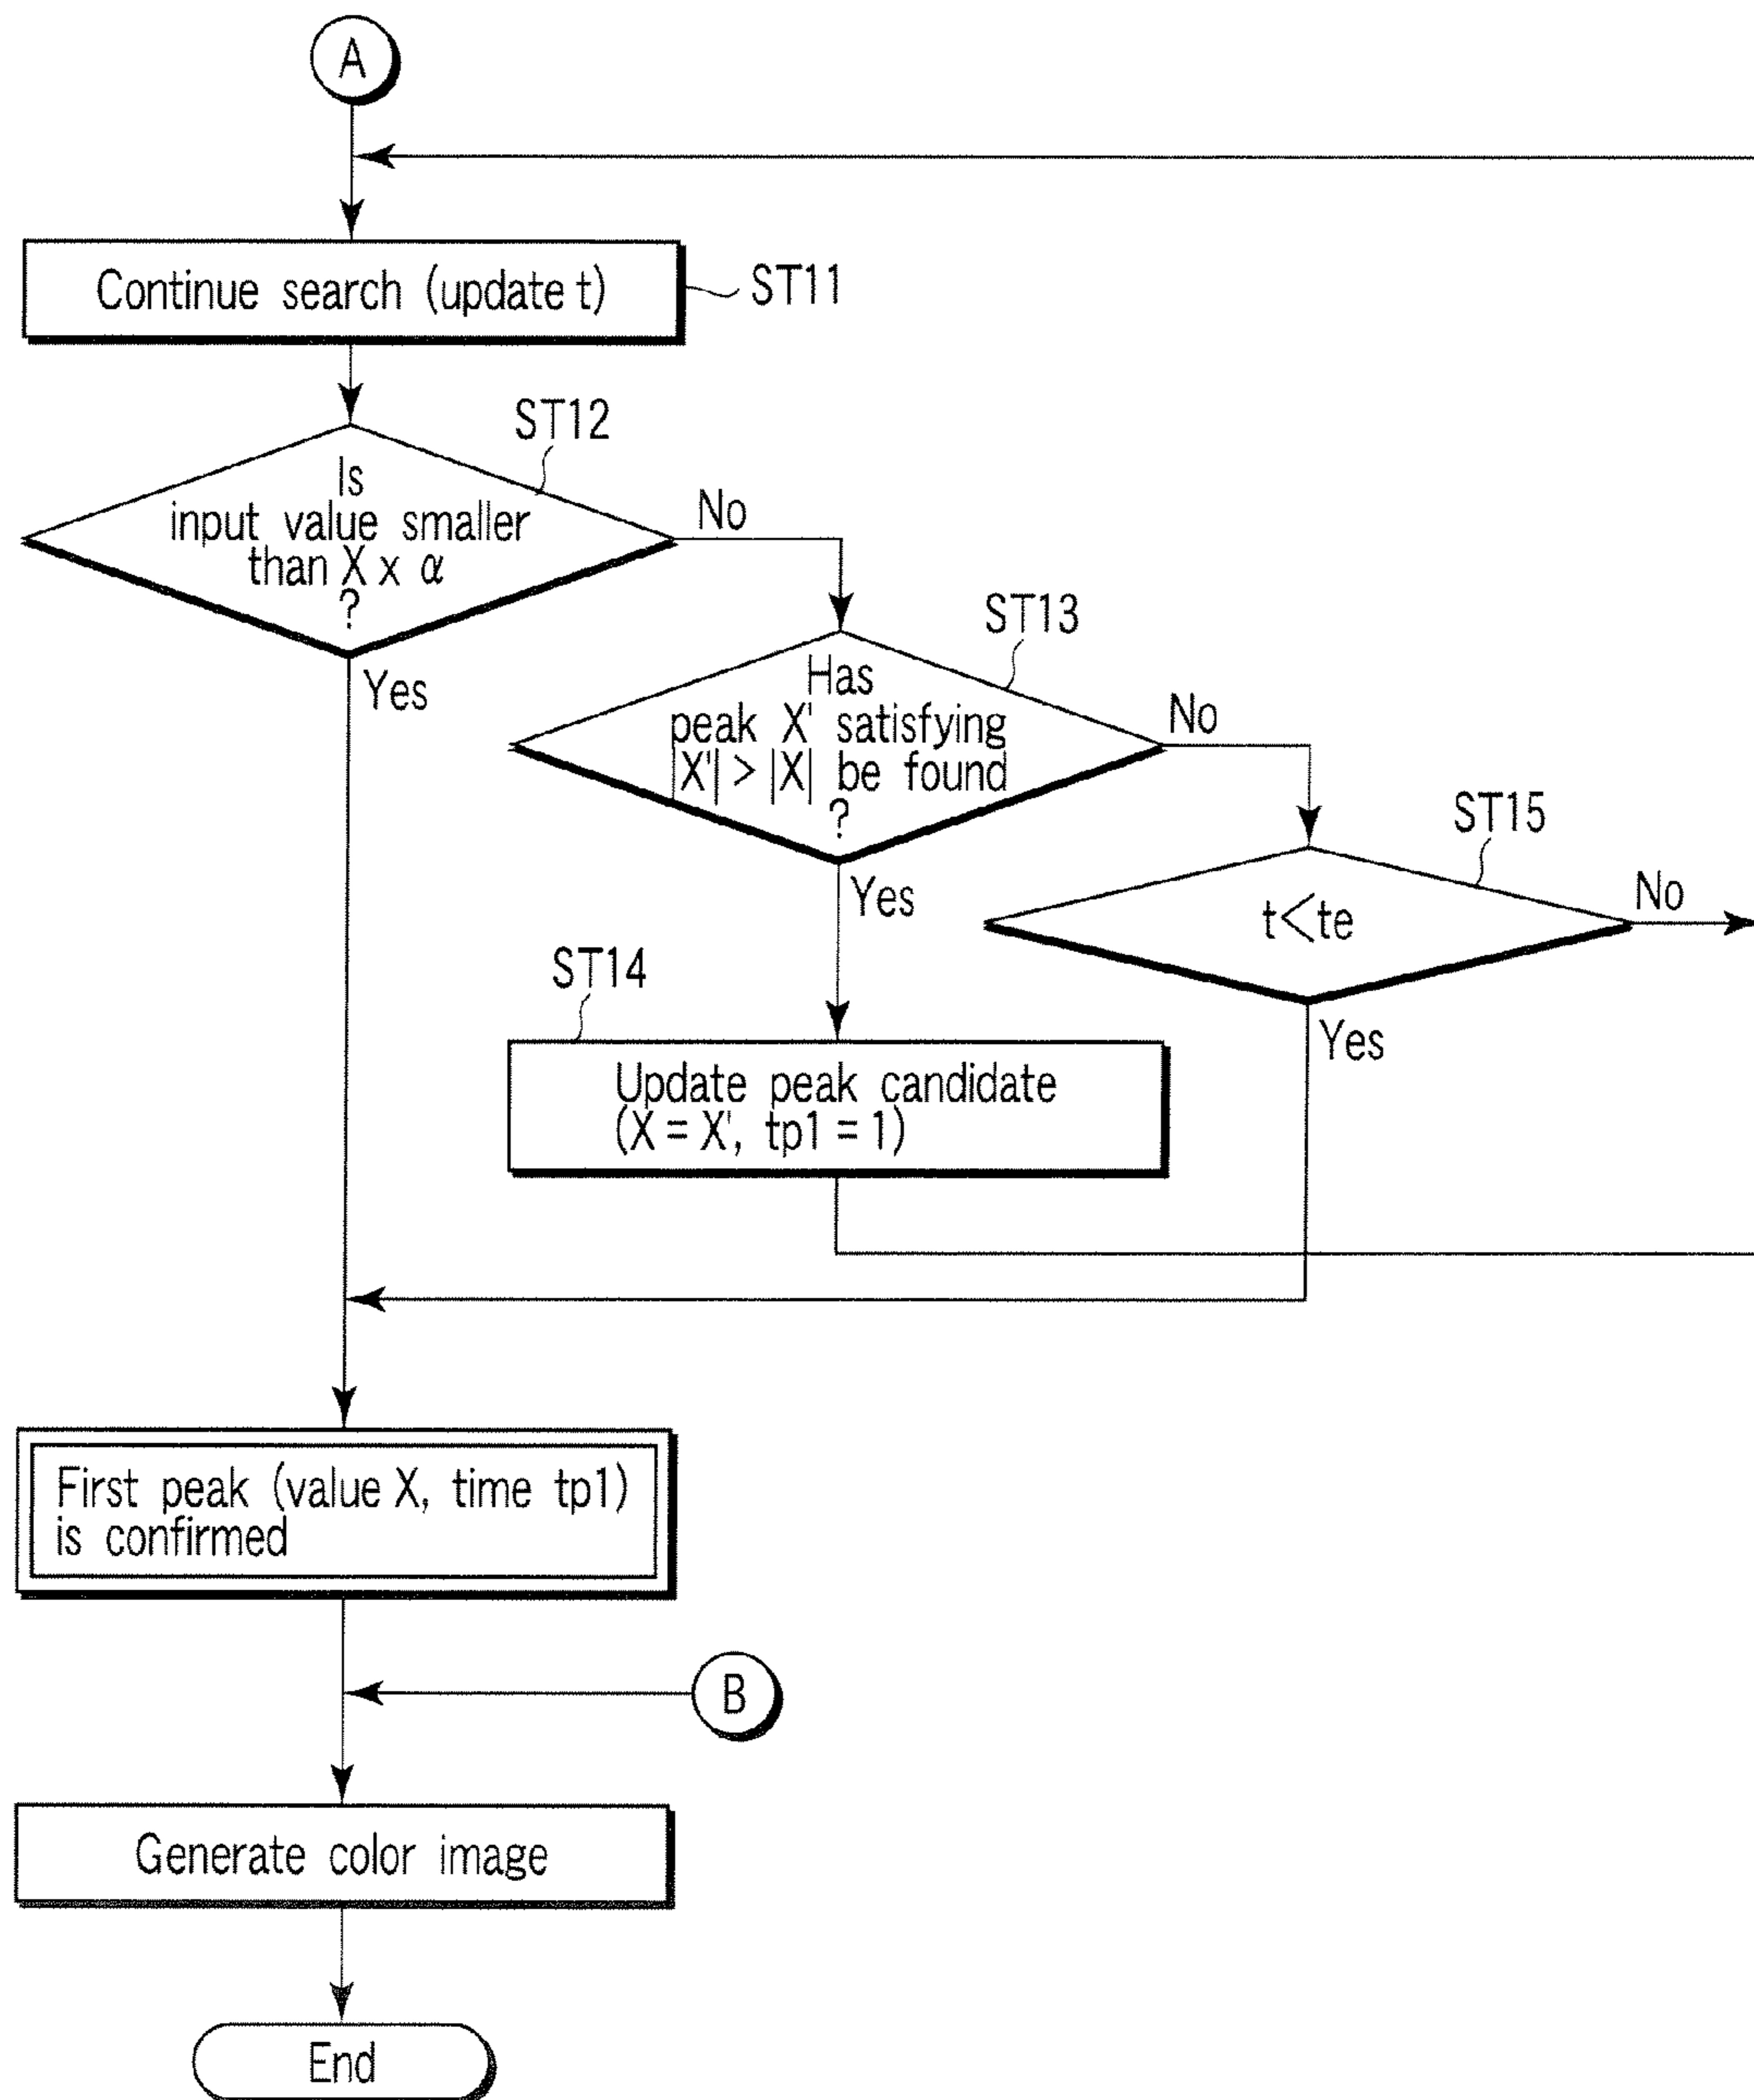 A
Continue search (update t)
ST11
ST12
Is
input value smaller
than X x α
?
No
Yes
ST13
Has
peak X' satisfying
|X'| > |X| be found
?
No
Yes
ST15
t<te
No
Yes
ST14
Update peak candidate
(X = X', tp1 = 1)
First peak (value X, time tp1)
is confirmed
B
Generate color image
End